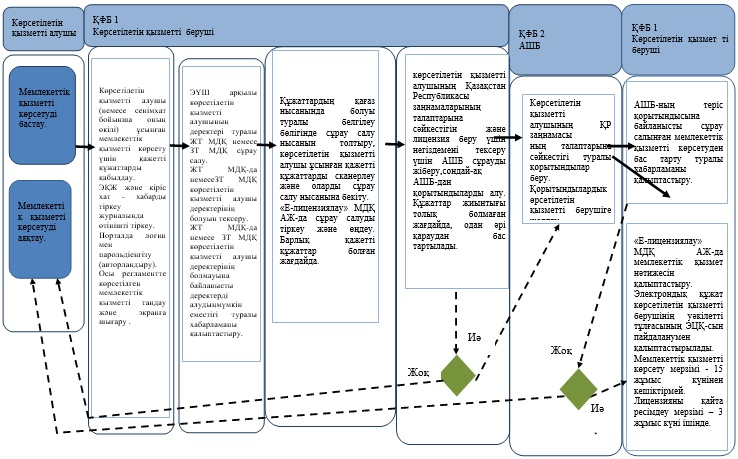 Көрсетілетін
қызметті алушы
ҚФБ 1
Көрсетілетін қызметті беруші
ҚФБ 2
АШБ
ҚФБ 1
Көрсетілетін қызмет ті
беруші
Мемлекеттік
қызметті
көрсетуді
бастау.
Мемлекетті
к қызметті
көрсетуді
аяқтау.
Көрсетілетін
қызметті алушы
(немесе сенімхат
бойынша оның
өкілі) ұсынған
мемлекеттік
қызметті көрсету
үшін қажетті
құжаттарды
қабылдау.
ЭҚЖ және кіріс
хат - хабарды
тіркеу
журналында
өтінішті тіркеу.
Порталда логин
мен
парольдіенгізу
(авторландыру).
Осы регламентте
көрсетілген
мемлекеттік
қызметті таңдау
және экранға
шығару .
ЭҮШ арқылы
көрсетілетін
қызметті
алушының
деректері туралы
ЖТ МДҚ немесе
ЗТ МДҚ сұрау
салу.
ЖТ МДҚ-да
немесеЗТ МДҚ
көрсетілетін
қызметті алушы
деректерінің
болуын тексеру.
ЖТ МДҚ-да
немесе ЗТ МДҚ
көрсетілетін
қызметті алушы
деректерінің
болмауына
байланысты
деректерді
алудыңмүмкін
еместігі туралы
хабарламаны
қалыптастыру.
Құжаттардың қағаз
нысанында болуы
туралы белгілеу
бөлігінде сұрау салу
нысанын толтыру,
көрсетілетін қызметті
алушы ұсынған қажетті
құжаттарды сканерлеу
және оларды сұрау
салу нысанына бекіту.
«Е-лицензиялау» МДҚ
АЖ-да сұрау салуды
тіркеу және өңдеу.
Барлық қажетті
құжаттар болған
жағдайда.
көрсетілетін қызметті
алушының Қазақстан
Республикасы
заңнамаларының
талаптарына
сәйкестігін және
лицензия беру үшін
негіздемені тексеру
үшін АШБ сұрауды
жіберу,сондай-ақ
АШБ-дан
қорытындыларды алу.
Құжаттар жиынтығы
толық болмаған
жағдайда, одан әрі
қараудан бас
тартылады.
Көрсетілетін
қызметті
алушының ҚР
заңнамасы
ның талаптарына
сәйкестігі туралы
қорытындылар
беру.
Қорытындылардык
өрсетілетін
қызметті берушіге
АШБ-ның теріс
қорытындысына
байланысты сұрау
салынған мемлекеттік
қызметті көрсетуден
бас тарту туралы
хабарламаны
қалыптастыру.
«Е-лицензиялау»
МДҚ АЖ-да
мемлекеттік қызмет
нәтижесін
қалыптастыру.
Электрондық құжат
көрсетілетін қызметті
берушінің уәкілетті
тұлғасының ЭЦҚ-сын
пайдаланумен
қалыптастырылады.
Мемлекеттік қызметті
көрсету мерзімі - 15
жұмыс күнінен
кешіктірмей.
Лицензияны қайта
ресімдеу мерзімі – 3
жұмыс күні ішінде.
Иә
Жоқ
Жоқ
Иә